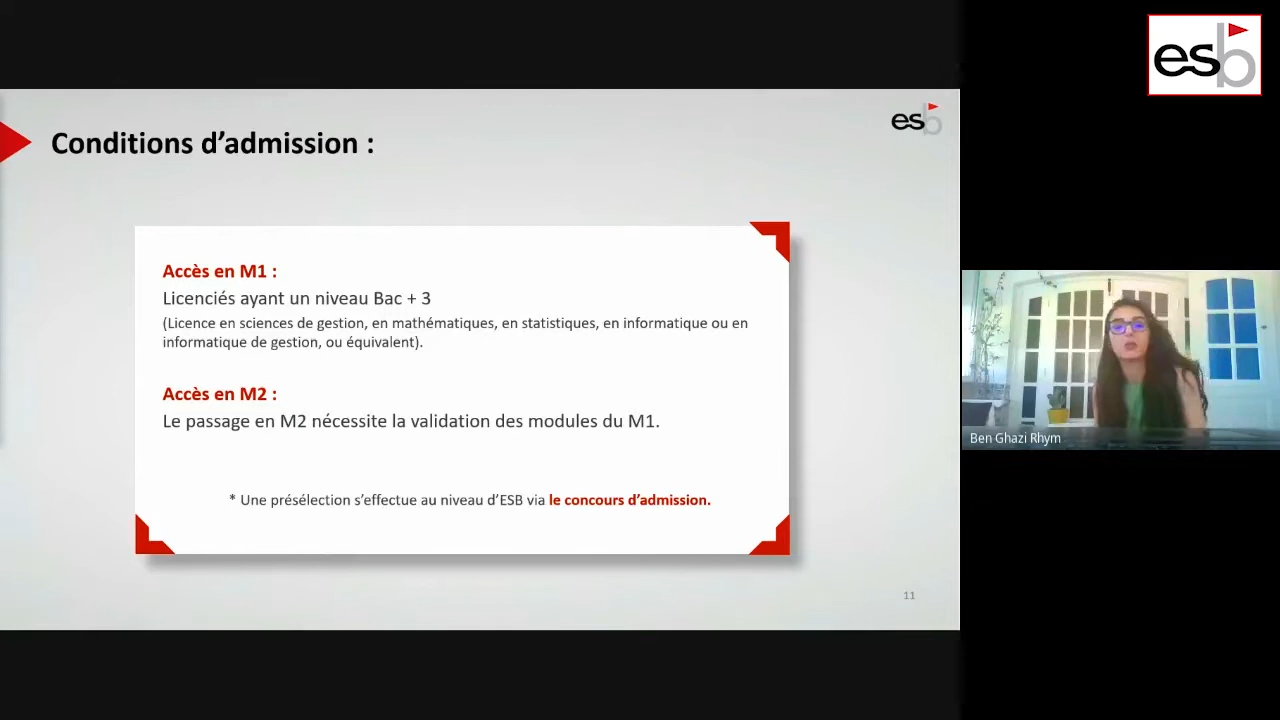 esb
esb
Conditions d’admission :
Accès en M1 :
Licenciés ayant un niveau Bac + 3
(Licence en sciences de gestion, en mathématiques, en statistiques, en informatique ou en
informatique de gestion, ou équivalent).
Accès en M2 :
Le passage en M2 nécessite la validation des modules du M1.
* Une présélection s’effectue au niveau d’ESB via le concours d’admission.
11
Ben Ghazi Rhym